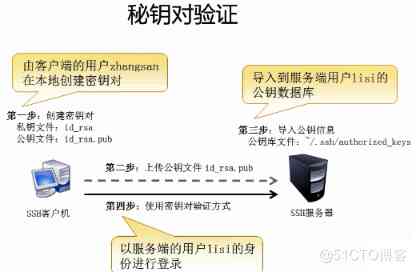 秘钥对验证
由客户端的用户zhangsan
在本地创建密钥对
导入到服务端用户lisi的
公钥数据库
第一步：创建密钥对
私钥文件：id_rsa
公钥文件：id_rsa.pub
第三步：导入公钥信息
公钥库文件：~/.ssh/authorized_keys
第二步：上传公钥文件 id_rsa.pub
第四步：使用密钥对验证方式
SSH客户机
SSH服务器
以服务端的用户lisi的身
份进行登录
@51CTO博客